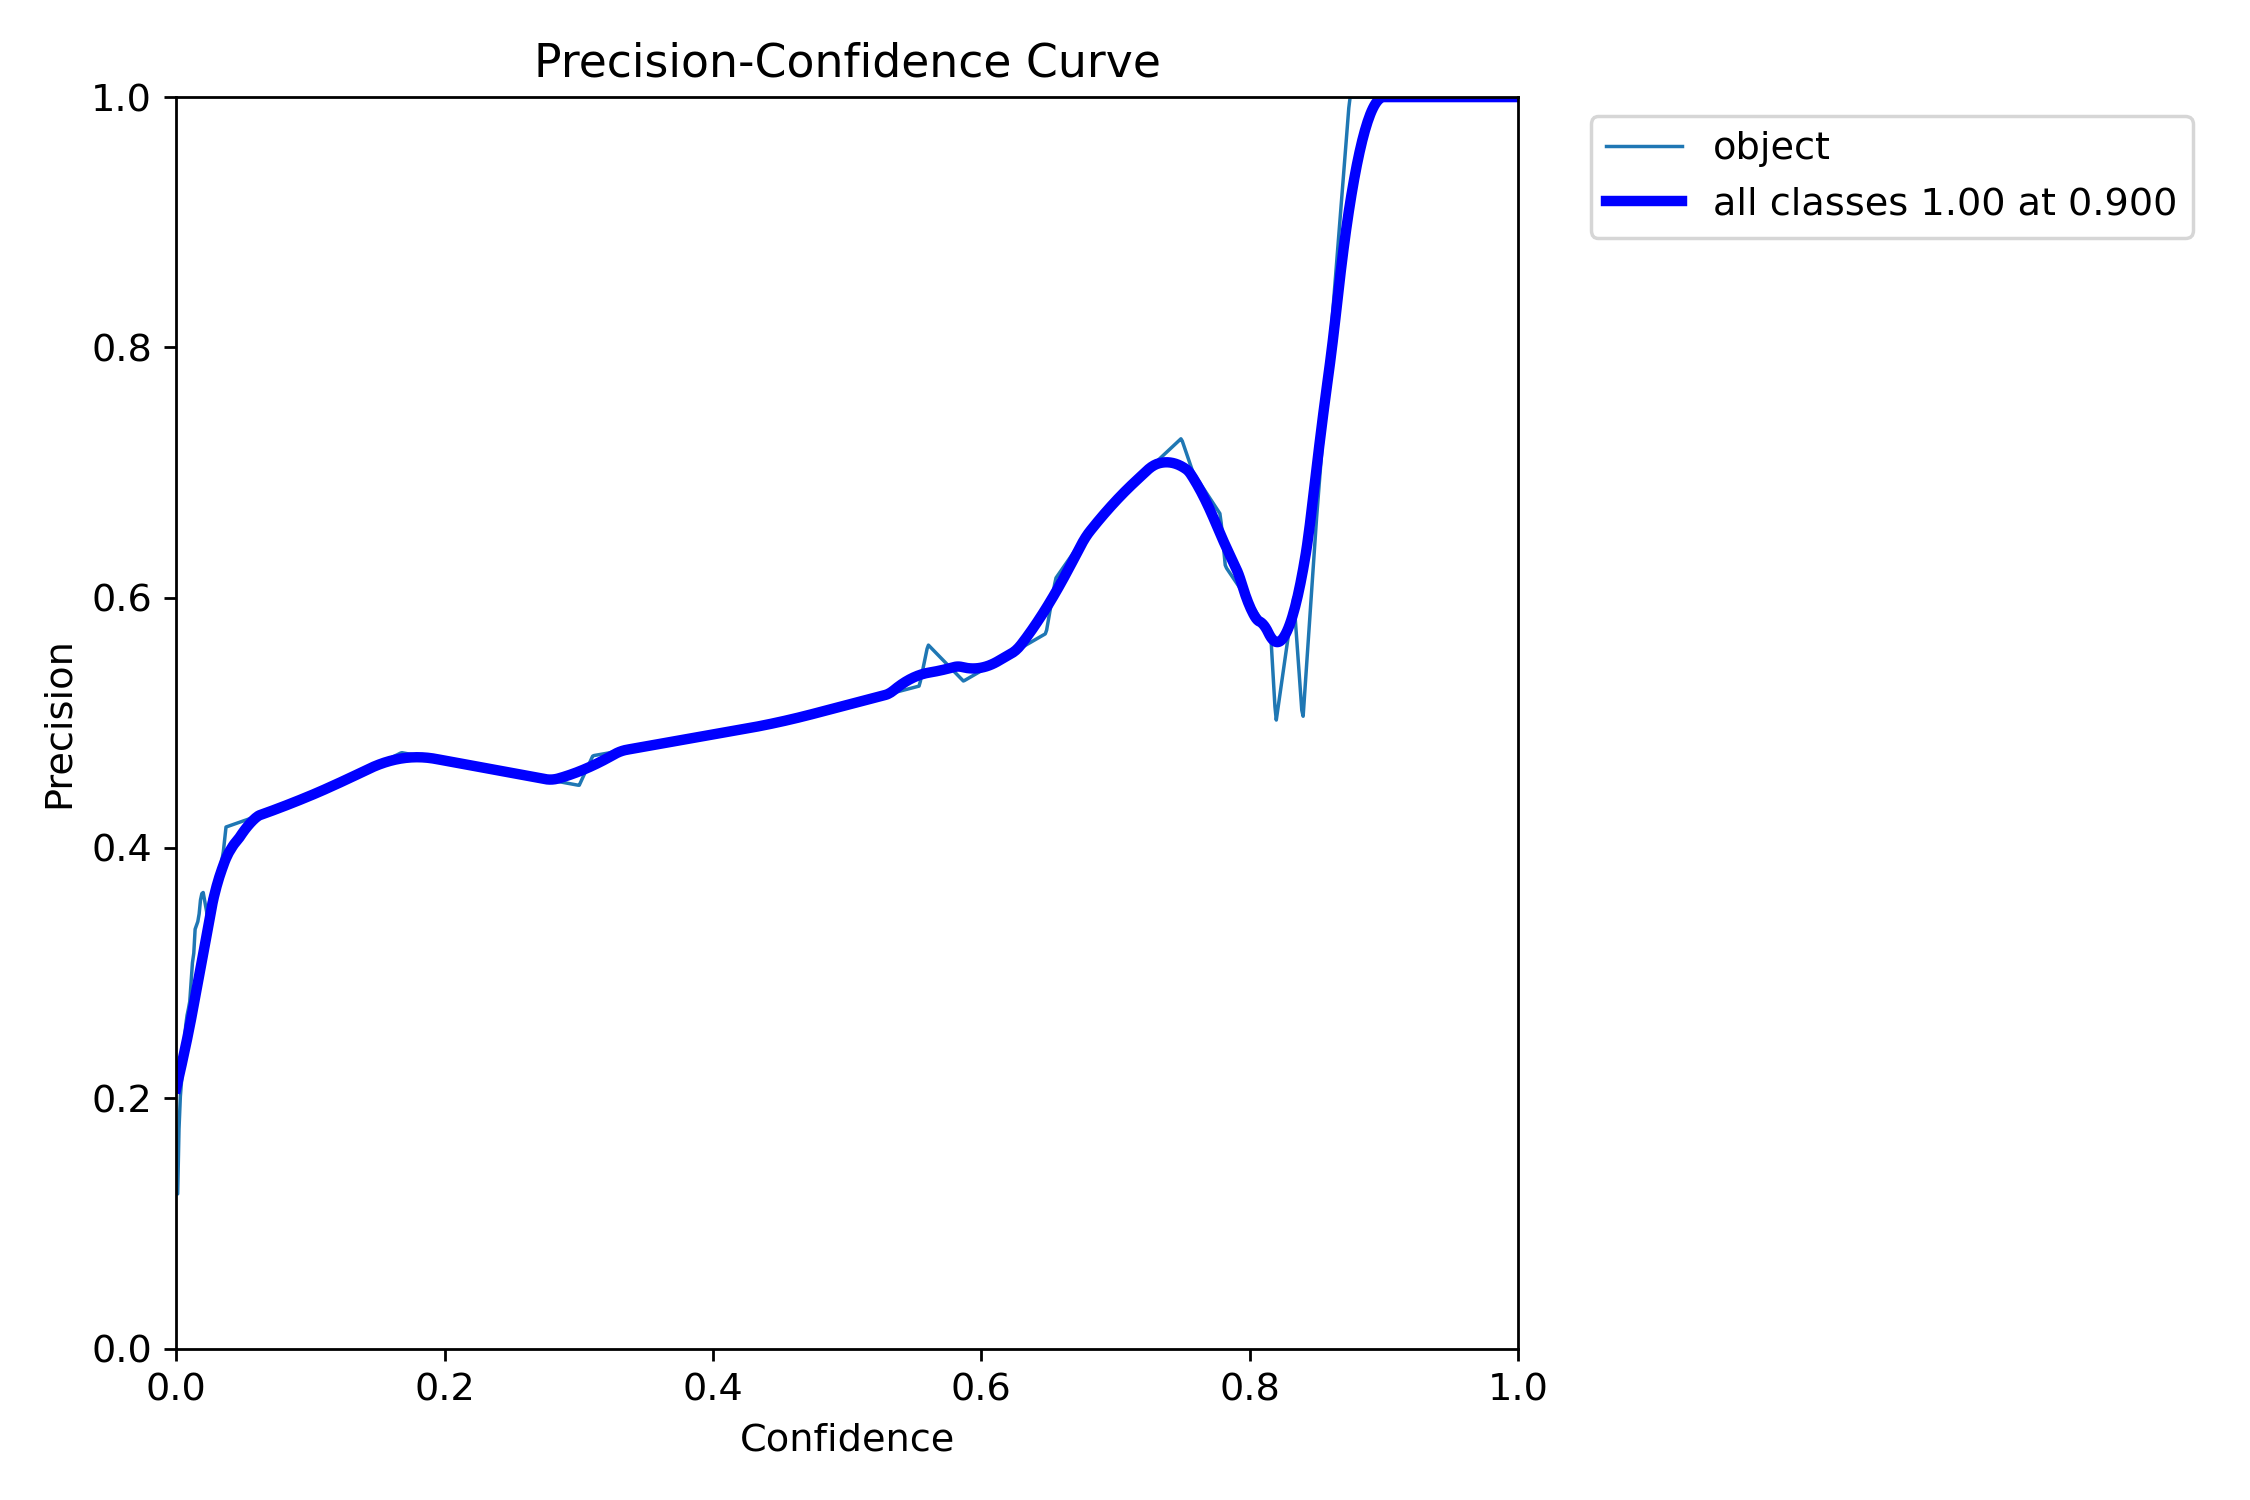 Precision-Confidence Curve
object
all classes 1.00 at 0.900
1.0
0.8
0.6
0.4
0.2
0.0
Precision
0.0 0.2 0.4 0.6 0.8 1.0
Confidence